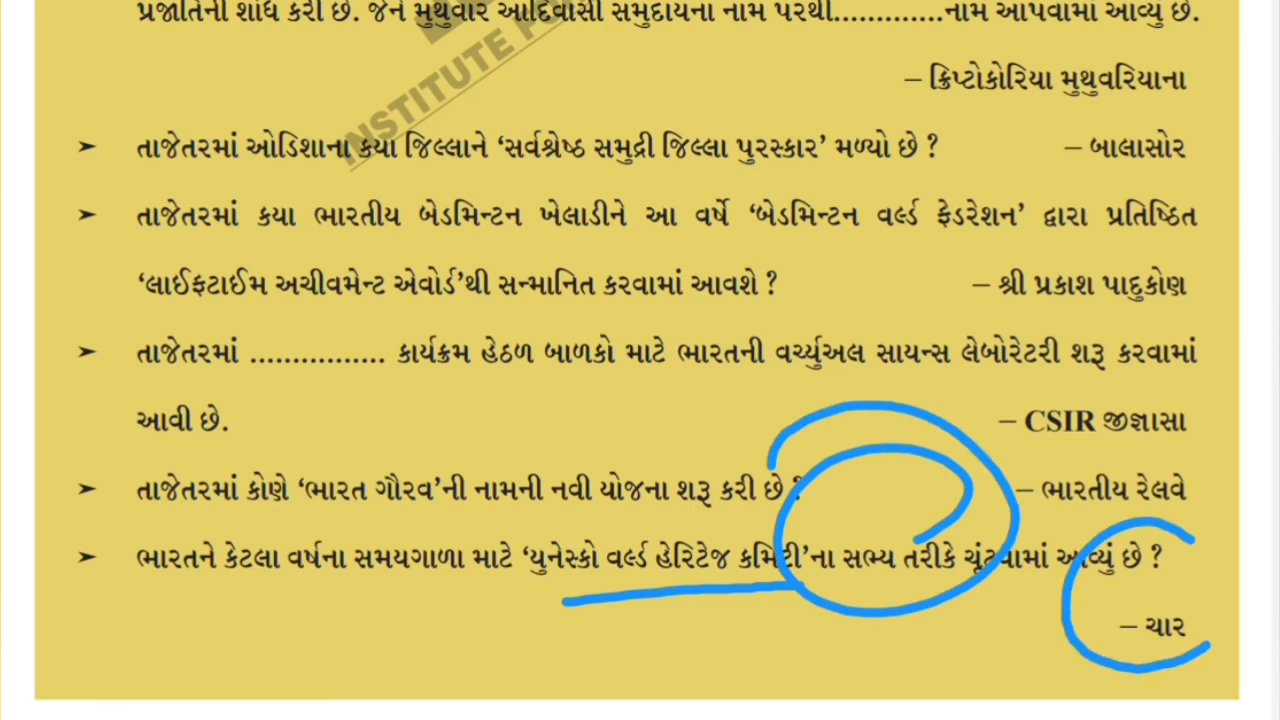 પ્રજાતિની શોધ કરી છે. જેને મુથુવાર આદિવાસી સમુદાયના નામ પરથી.............નામ આપવામાં આવ્યું છે.
– ક્રિપ્ટોકોરિયા મુથુવરિયાના
INSTITUTE FO
➢ તાજેતરમાં ઓડિશાના કયા જિલ્લાને ‘સર્વશ્રેષ્ઠ સમુદ્રી જિલ્લા પુરસ્કાર’ મળ્યો છે ? – બાલાસોર
➢ તાજેતરમાં કયા ભારતીય બેડમિન્ટન ખેલાડીને આ વર્ષે ‘બેડમિન્ટન વર્લ્ડ ફેડરેશન’ દ્વારા પ્રતિષ્ઠિત
‘લાઈફટાઈમ અચીવમેન્ટ એવોર્ડ’થી સન્માનિત કરવામાં આવશે ? – શ્રી પ્રકાશ પાદુકોણ
➢ તાજેતરમાં ................ કાર્યક્રમ હેઠળ બાળકો માટે ભારતની વર્ચ્યુઅલ સાયન્સ લેબોરેટરી શરૂ કરવામાં
આવી છે. – CSIR જીજ્ઞાસા
➢ તાજેતરમાં કોણે ‘ભારત ગૌરવ’ની નામની નવી યોજના શરૂ કરી છે ? – ભારતીય રેલવે
➢ ભારતને કેટલા વર્ષના સમયગાળા માટે ‘યુનેસ્કો વર્લ્ડ હેરિટેજ કમિટી’ના સભ્ય તરીકે ચૂંટવામાં આવ્યું છે ?
– ચાર